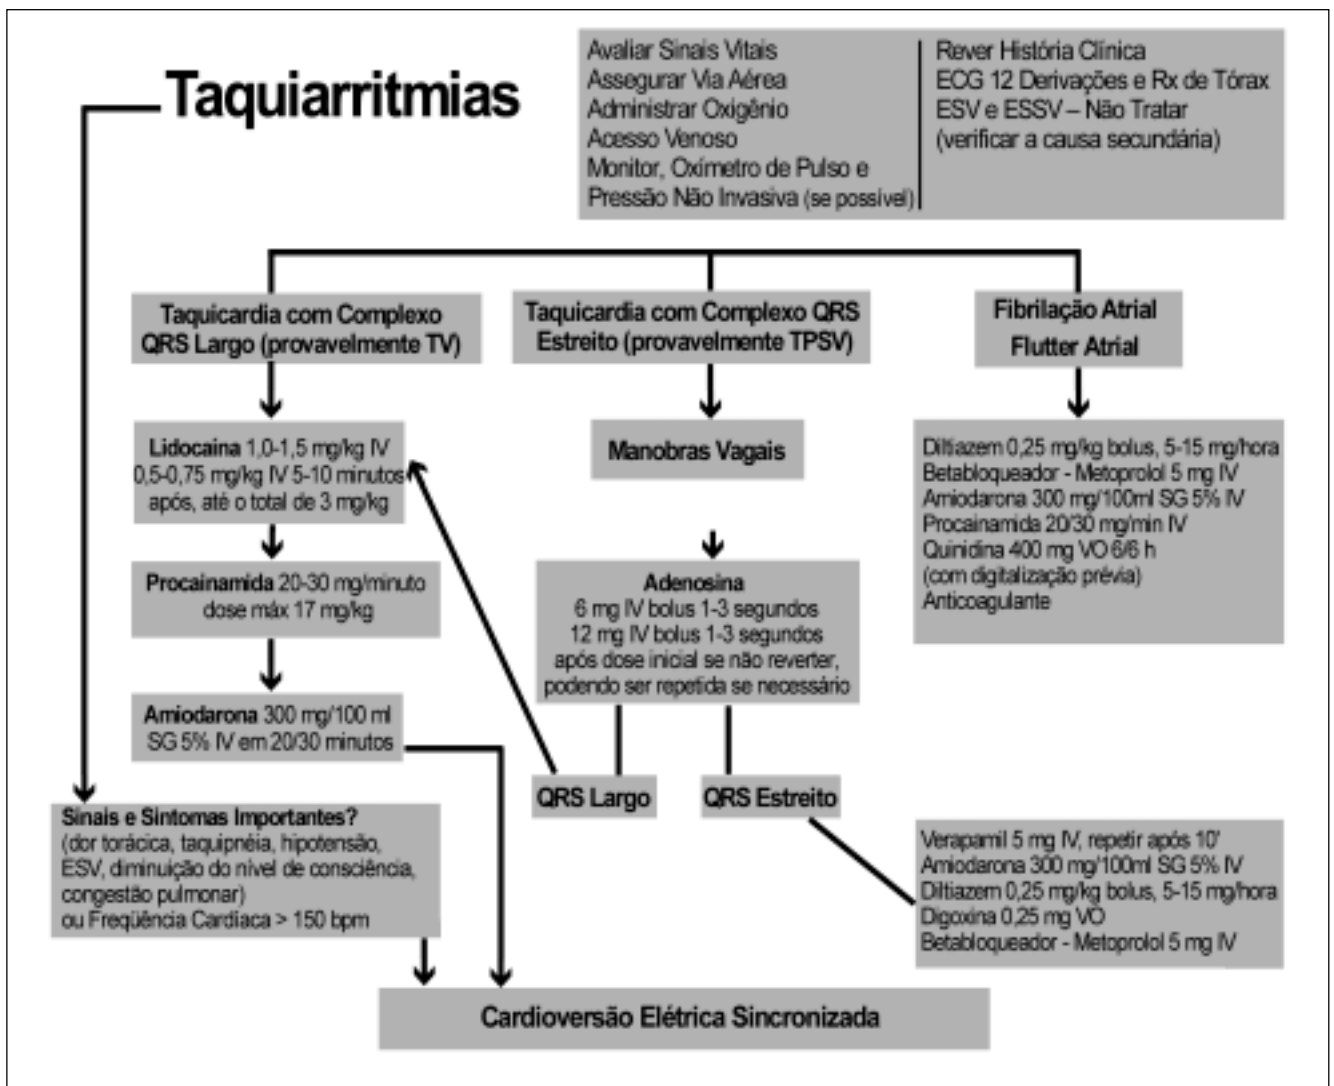 Taquiarritmias
Avaliar Sinais Vitais
Assegurar Via Aérea
Administrar Oxigênio
Acesso Venoso
Monitor, Oxímetro de Pulso e
Pressão Não Invasiva (se possível)
Rever História Clínica
ECG 12 Derivações e Rx de Tórax
ESV e ESSV – Não Tratar
(verificar a causa secundária)
Taquicardia com Complexo
QRS Largo (provavelmente TV)
Taquicardia com Complexo QRS
Estreito (provavelmente TPSV)
Fibrilação Atrial
Flutter Atrial
Lidocaina 1,0-1,5 mg/kg IV
0,5-0,75 mg/kg IV 5-10 minutos
após, até o total de 3 mg/kg
Manobras Vagais
Diltiazem 0,25 mg/kg bolus, 5-15 mg/hora
Betabloqueador - Metoprolol 5 mg IV
Amiodarona 300 mg/100ml SG 5% IV
Procainamida 20/30 mg/min IV
Quinidina 400 mg VO 6/6 h
(com digitalização prévia)
Anticoagulante
Procainamida 20-30 mg/minuto
dose máx 17 mg/kg
Adenosina
6 mg IV bolus 1-3 segundos
12 mg IV bolus 1-3 segundos
após dose inicial se não reverter,
podendo ser repetida se necessário
Amiodarona 300 mg/100 ml
SG 5% IV em 20/30 minutos
QRS Largo
QRS Estreito
Sinais e Sintomas Importantes?
(dor torácica, taquipnéia, hipotensão,
ESV, diminuição do nível de consciência,
congestão pulmonar)
ou Freqüência Cardíaca > 150 bpm
Verapamil 5 mg IV, repetir após 10'
Amiodarona 300 mg/100ml SG 5% IV
Diltiazem 0,25 mg/kg bolus, 5-15 mg/hora
Digoxina 0,25 mg VO
Betabloqueador - Metoprolol 5 mg IV
Cardioversão Elétrica Sincronizada